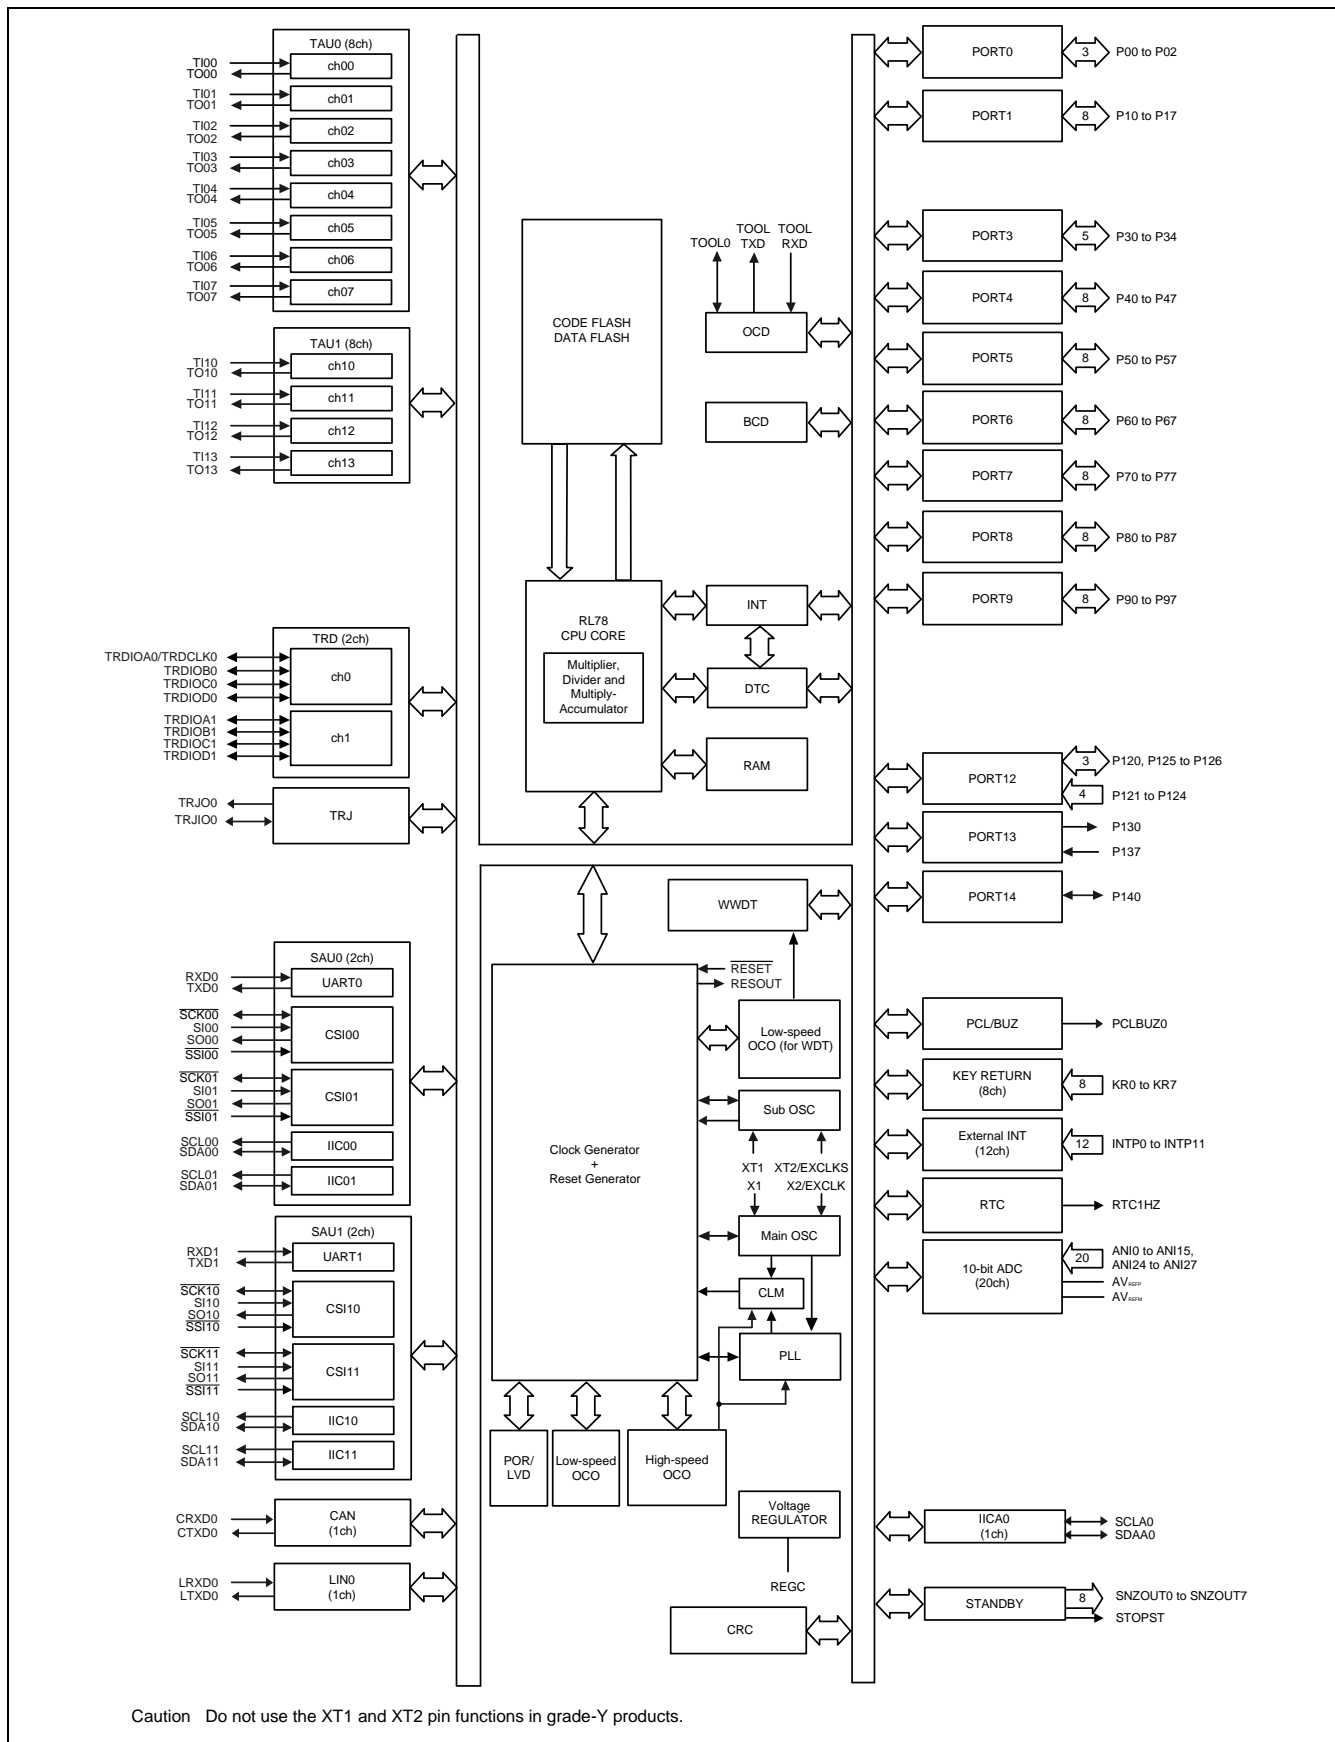 TAU0 (8ch)
TI00
TO00
ch00
TI01
TO01
ch01
TI02
TO02
ch02
TI03
TO03
ch03
TI04
TO04
ch04
TI05
TO05
ch05
TI06
TO06
ch06
TI07
TO07
ch07
TAU1 (8ch)
TI10
TO10
ch10
TI11
TO11
ch11
TI12
TO12
ch12
TI13
TO13
ch13
TRD (2ch)
TRDIOA0/TRDCLK0
TRDIOB0
TRDIOC0
TRDIOD0
ch0
TRDIOA1
TRDIOB1
TRDIOC1
TRDIOD1
ch1
TRJO0
TRJIO0
TRJ
SAU0 (2ch)
RXD0
TXD0
UART0
SCK00
SI00
SO00
SSI00
CSI00
SCK01
SI01
SO01
SSI01
CSI01
SCL00
SDA00
IIC00
SCL01
SDA01
IIC01
SAU1 (2ch)
RXD1
TXD1
UART1
SCK10
SI10
SO10
SSI10
CSI10
SCK11
SI11
SO11
SSI11
CSI11
SCL10
SDA10
IIC10
SCL11
SDA11
IIC11
CRXD0
CTXD0
CAN
(1ch)
LRXD0
LTXD0
LIN0
(1ch)
CODE FLASH
DATA FLASH
TOOL0
TOOL
TXD
TOOL
RXD
OCD
BCD
RL78
CPU CORE
Multiplier,
Divider and
Multiply-
Accumulator
INT
DTC
RAM
WWDT
RESET
RESOUT
Clock Generator
+
Reset Generator
Low-speed
OCO (for WDT)
Sub OSC
XT1 XT2/EXCLKS
X1 X2/EXCLK
Main OSC
CLM
PLL
POR/
LVD
Low-speed
OCO
High-speed
OCO
Voltage
REGULATOR
REGC
CRC
PORT0 3 P00 to P02
PORT1 8 P10 to P17
PORT3 5 P30 to P34
PORT4 8 P40 to P47
PORT5 8 P50 to P57
PORT6 8 P60 to P67
PORT7 8 P70 to P77
PORT8 8 P80 to P87
PORT9 8 P90 to P97
PORT12
3 P120, P125 to P126
4 P121 to P124
PORT13
P130
P137
PORT14 P140
PCL/BUZ PCLBUZ0
KEY RETURN
(8ch)
8 KR0 to KR7
External INT
(12ch)
12 INTP0 to INTP11
RTC RTC1HZ
10-bit ADC
(20ch)
20
ANI0 to ANI15,
ANI24 to ANI27
AVREFP
AVREFM
IICA0
(1ch)
SCLA0
SDAA0
STANDBY
8 SNZOUT0 to SNZOUT7
STOPST
Caution Do not use the XT1 and XT2 pin functions in grade-Y products.